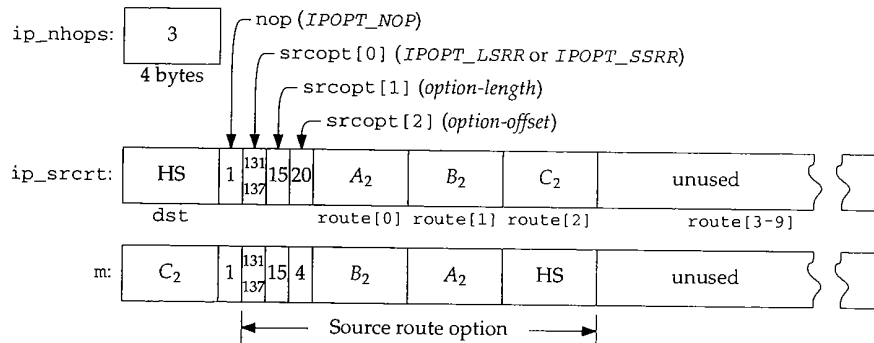 nop (IPOPT_NOP)
ip_nhops: 3
4 bytes
srcopt[0] (IPOPT_LSRR or IPOPT_SSRR)
srcopt[1] (option-length)
srcopt[2] (option-offset)
ip_srcrt: HS 1 131 137 15 20 A2 B2 C2 unused
dst route[0] route[1] route[2] route[3-9]
m: C2 1 131 137 15 4 B2 A2 HS unused
Source route option